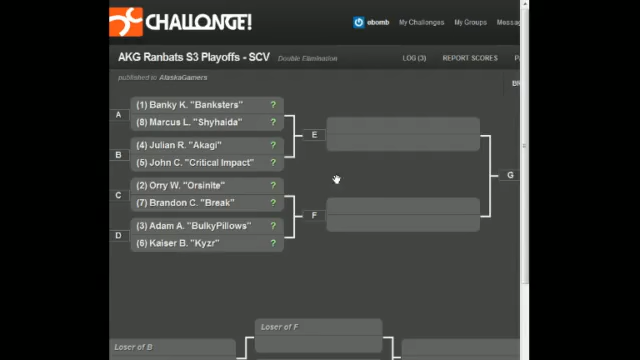 CHALLONGE!
obomb My Challonges My Groups
AKG Ranbats S3 Playoffs - SCV Double Elimination LOG (3) REPORT SCORES
published to AlaskaGamers
A (1) Banky K. "Banksters" ?
(8) Marcus L. "Shyhaida" ?
E
B (4) Julian R. "Akagi" ?
(5) John C. "Critical Impact" ?
G
C (2) Orry W. "Orsinite" ?
(7) Brandon C. "Break" ?
F
D (3) Adam A. "BulkyPillows" ?
(6) Kaiser B. "Kyzr" ?
Loser of F
Loser of B